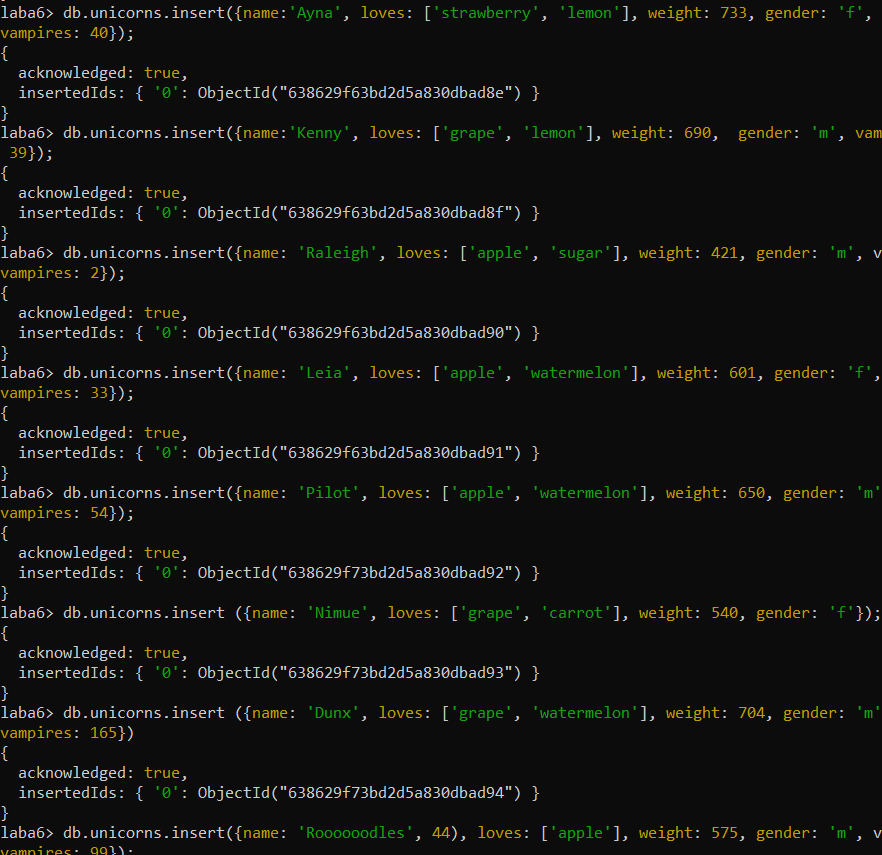 laba6> db.unicorns.insert({name:'Ayna', loves: ['strawberry', 'lemon'], weight: 733, gender: 'f',
vampires: 40});
{
  acknowledged: true,
  insertedIds: { '0': ObjectId("638629f63bd2d5a830dbad8e") }
}
laba6> db.unicorns.insert({name:'Kenny', loves: ['grape', 'lemon'], weight: 690,  gender: 'm', vam
 39});
{
  acknowledged: true,
  insertedIds: { '0': ObjectId("638629f63bd2d5a830dbad8f") }
}
laba6> db.unicorns.insert({name: 'Raleigh', loves: ['apple', 'sugar'], weight: 421, gender: 'm', v
vampires: 2});
{
  acknowledged: true,
  insertedIds: { '0': ObjectId("638629f63bd2d5a830dbad90") }
}
laba6> db.unicorns.insert({name: 'Leia', loves: ['apple', 'watermelon'], weight: 601, gender: 'f',
vampires: 33});
{
  acknowledged: true,
  insertedIds: { '0': ObjectId("638629f63bd2d5a830dbad91") }
}
laba6> db.unicorns.insert({name: 'Pilot', loves: ['apple', 'watermelon'], weight: 650, gender: 'm'
vampires: 54});
{
  acknowledged: true,
  insertedIds: { '0': ObjectId("638629f73bd2d5a830dbad92") }
}
laba6> db.unicorns.insert ({name: 'Nimue', loves: ['grape', 'carrot'], weight: 540, gender: 'f'});
{
  acknowledged: true,
  insertedIds: { '0': ObjectId("638629f73bd2d5a830dbad93") }
}
laba6> db.unicorns.insert ({name: 'Dunx', loves: ['grape', 'watermelon'], weight: 704, gender: 'm'
vampires: 165})
{
  acknowledged: true,
  insertedIds: { '0': ObjectId("638629f73bd2d5a830dbad94") }
}
laba6> db.unicorns.insert({name: 'Roooooodles', 44), loves: ['apple'], weight: 575, gender: 'm', v
vampires: 99});